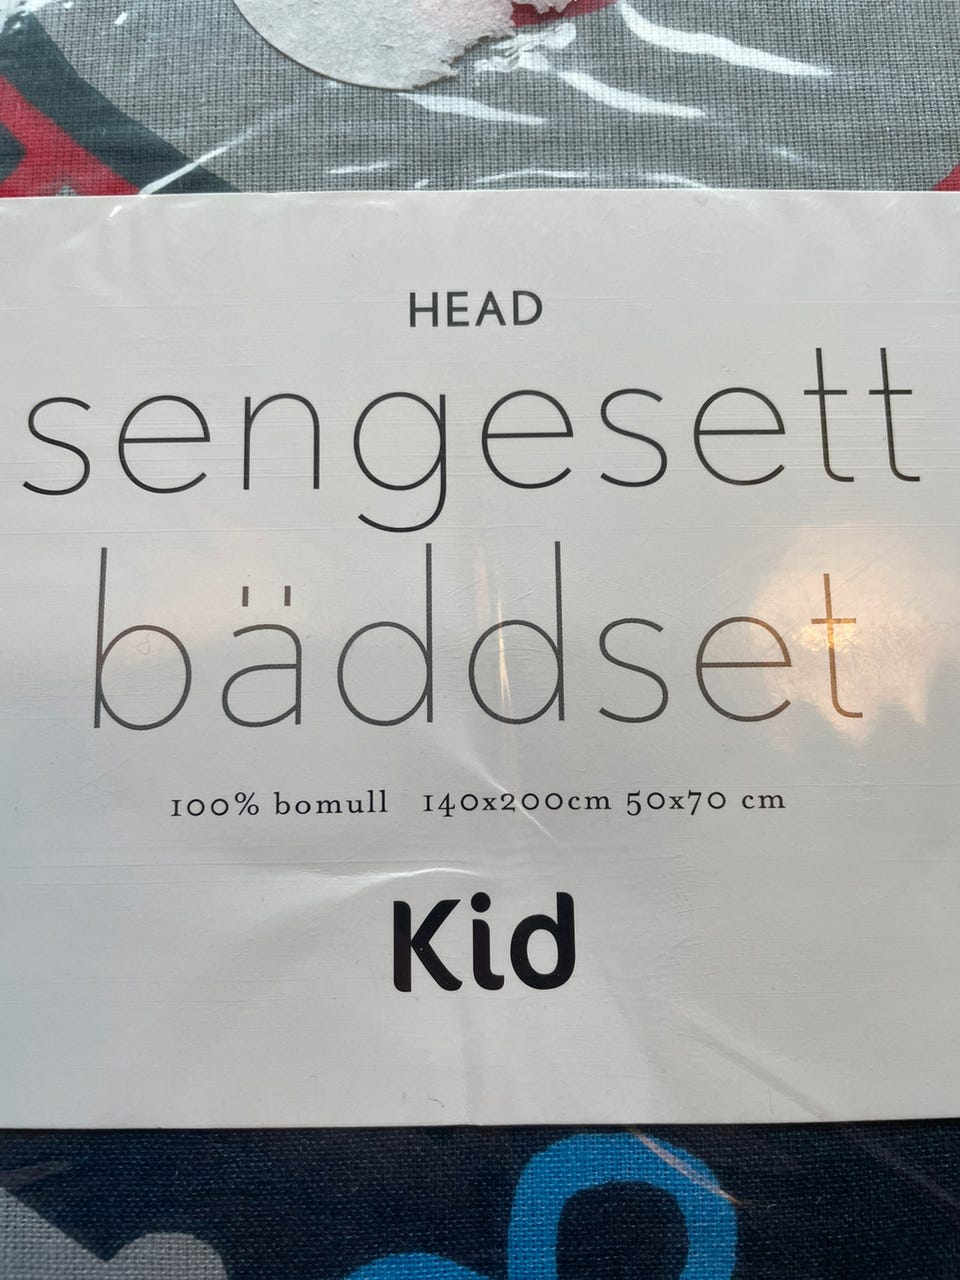 HEAD
sengesett
bäddset
100% bomull 140x200cm 50x70 cm
Kid